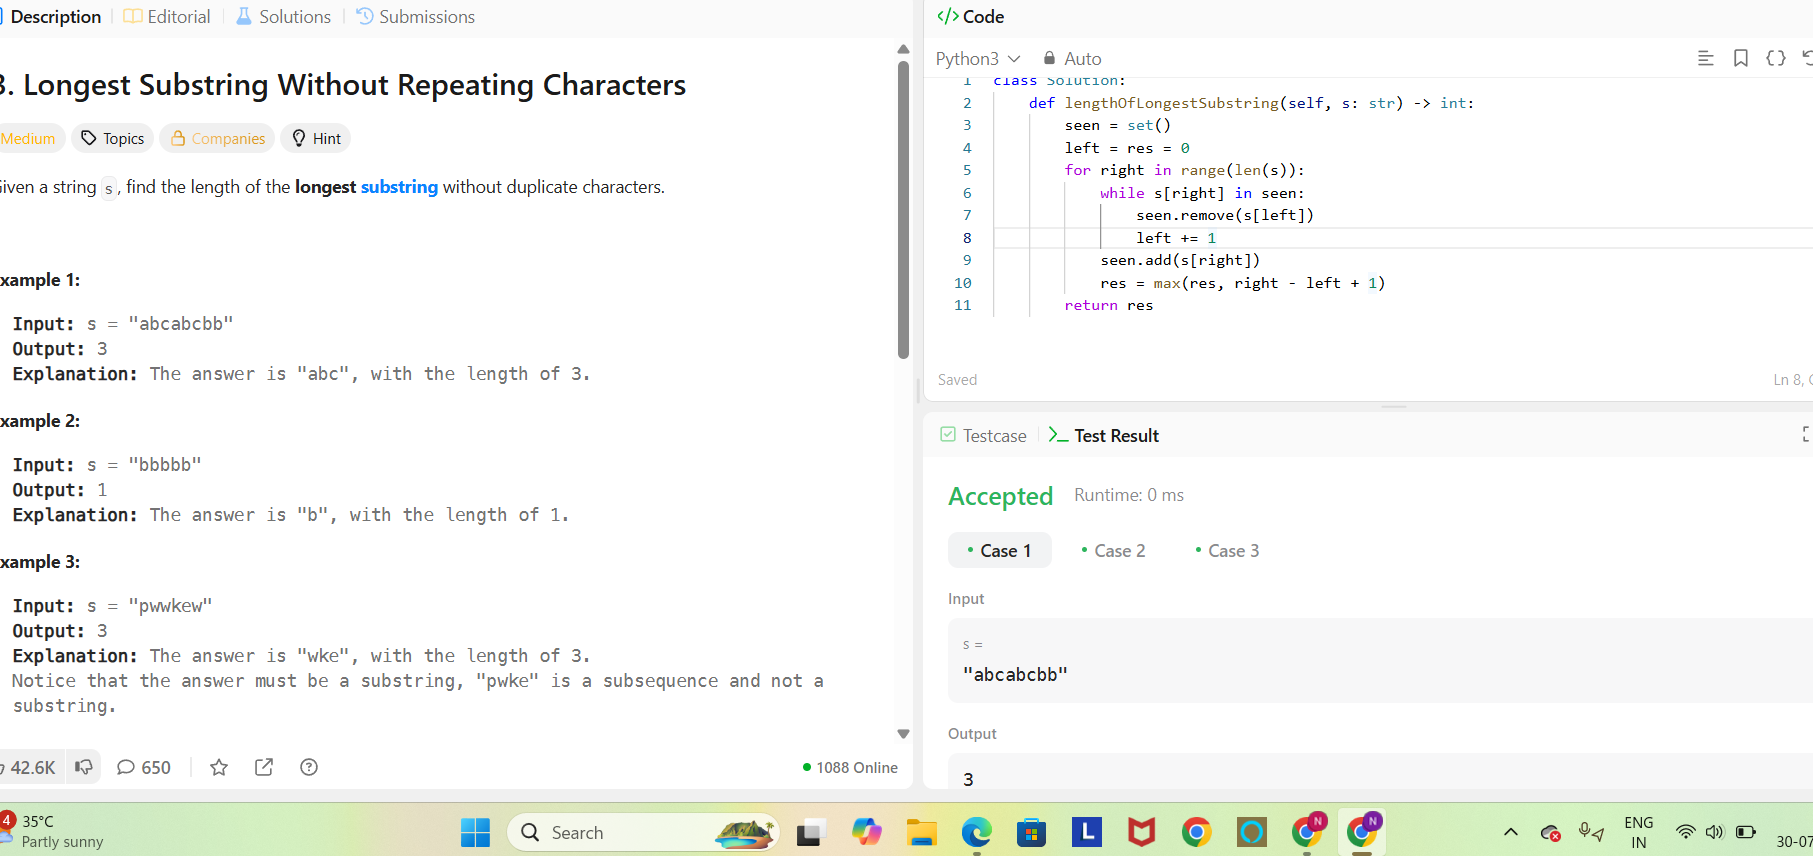 Description
Editorial
Solutions
Submissions
3. Longest Substring Without Repeating Characters
Medium
Topics
Companies
Hint
iven a string s, find the length of the longest substring without duplicate characters.
xample 1:
Input: s = "abcabcbb"
Output: 3
Explanation: The answer is "abc", with the length of 3.
xample 2:
Input: s = "bbbbb"
Output: 1
Explanation: The answer is "b", with the length of 1.
xample 3:
Input: s = "pwwkew"
Output: 3
Explanation: The answer is "wke", with the length of 3.
Notice that the answer must be a substring, "pwke" is a subsequence and not a
substring.
42.6K
650
1088 Online
</> Code
Python3
Auto
1 class Solution:
2 def lengthOfLongestSubstring(self, s: str) -> int:
3 seen = set()
4 left = res = 0
5 for right in range(len(s)):
6 while s[right] in seen:
7 seen.remove(s[left])
8 left += 1
9 seen.add(s[right])
10 res = max(res, right - left + 1)
11 return res
Saved
Ln 8,
Testcase
Test Result
Accepted
Runtime: 0 ms
Case 1
Case 2
Case 3
Input
s =
"abcabcbb"
Output
3
4
35°C
Partly sunny
Search
L
N
N
ENG
IN
30-07